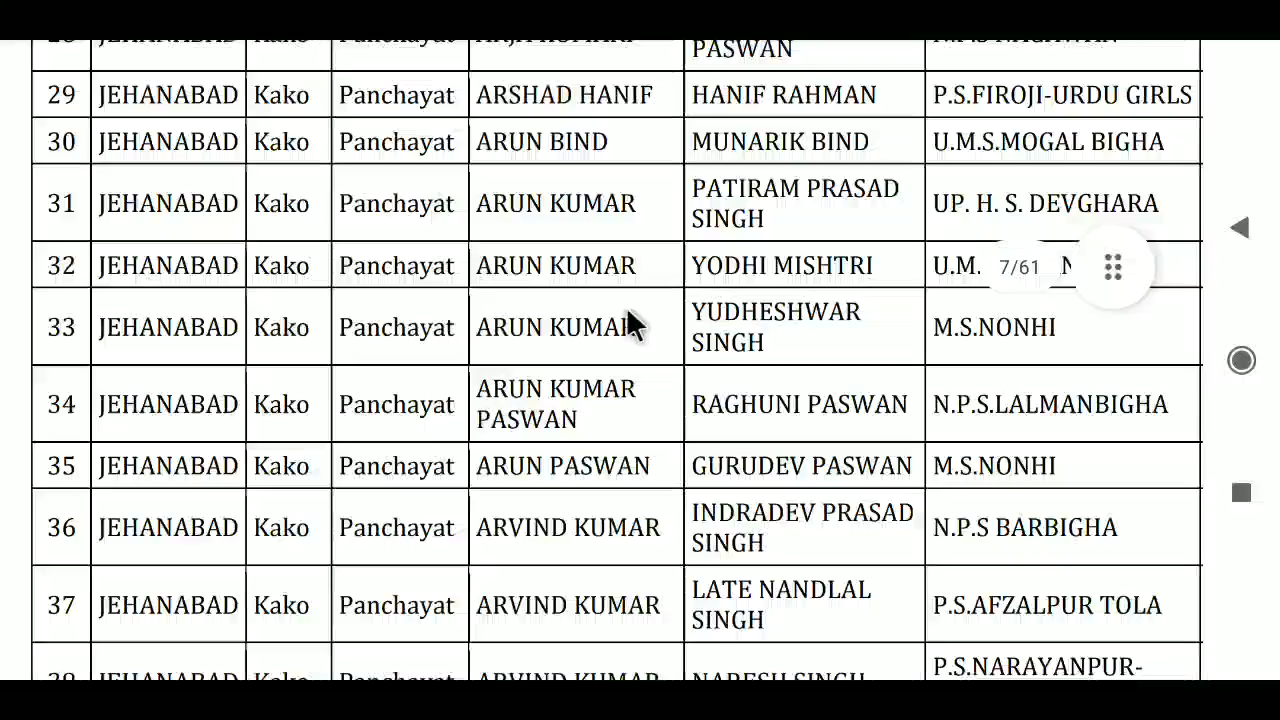 PASWAN
29 JEHANABAD Kako Panchayat ARSHAD HANIF HANIF RAHMAN P.S.FIROJI-URDU GIRLS
30 JEHANABAD Kako Panchayat ARUN BIND MUNARIK BIND U.M.S.MOGAL BIGHA
31 JEHANABAD Kako Panchayat ARUN KUMAR PATIRAM PRASAD
SINGH UP. H. S. DEVGHARA
32 JEHANABAD Kako Panchayat ARUN KUMAR YODHI MISHTRI U.M.
7/61
33 JEHANABAD Kako Panchayat ARUN KUMAR YUDHESHWAR
SINGH M.S.NONHI
34 JEHANABAD Kako Panchayat ARUN KUMAR
PASWAN RAGHUNI PASWAN N.P.S.LALMANBIGHA
35 JEHANABAD Kako Panchayat ARUN PASWAN GURUDEV PASWAN M.S.NONHI
36 JEHANABAD Kako Panchayat ARVIND KUMAR INDRADEV PRASAD
SINGH N.P.S BARBIGHA
37 JEHANABAD Kako Panchayat ARVIND KUMAR LATE NANDLAL
SINGH P.S.AFZALPUR TOLA
JEHANABAD Kako Panchayat ARVIND KUMAR NARESH SINGH P.S.NARAYANPUR-